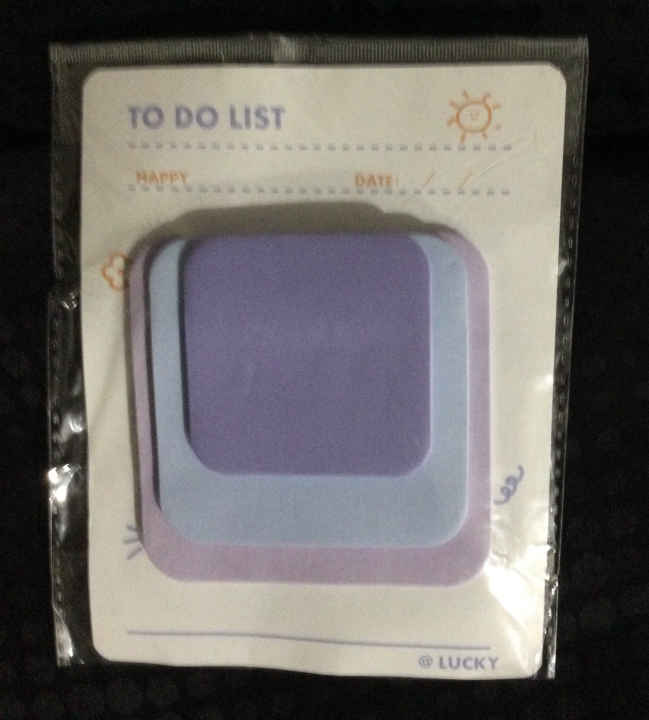 TO DO LIST
HAPPY DATE: / /
@ LUCKY